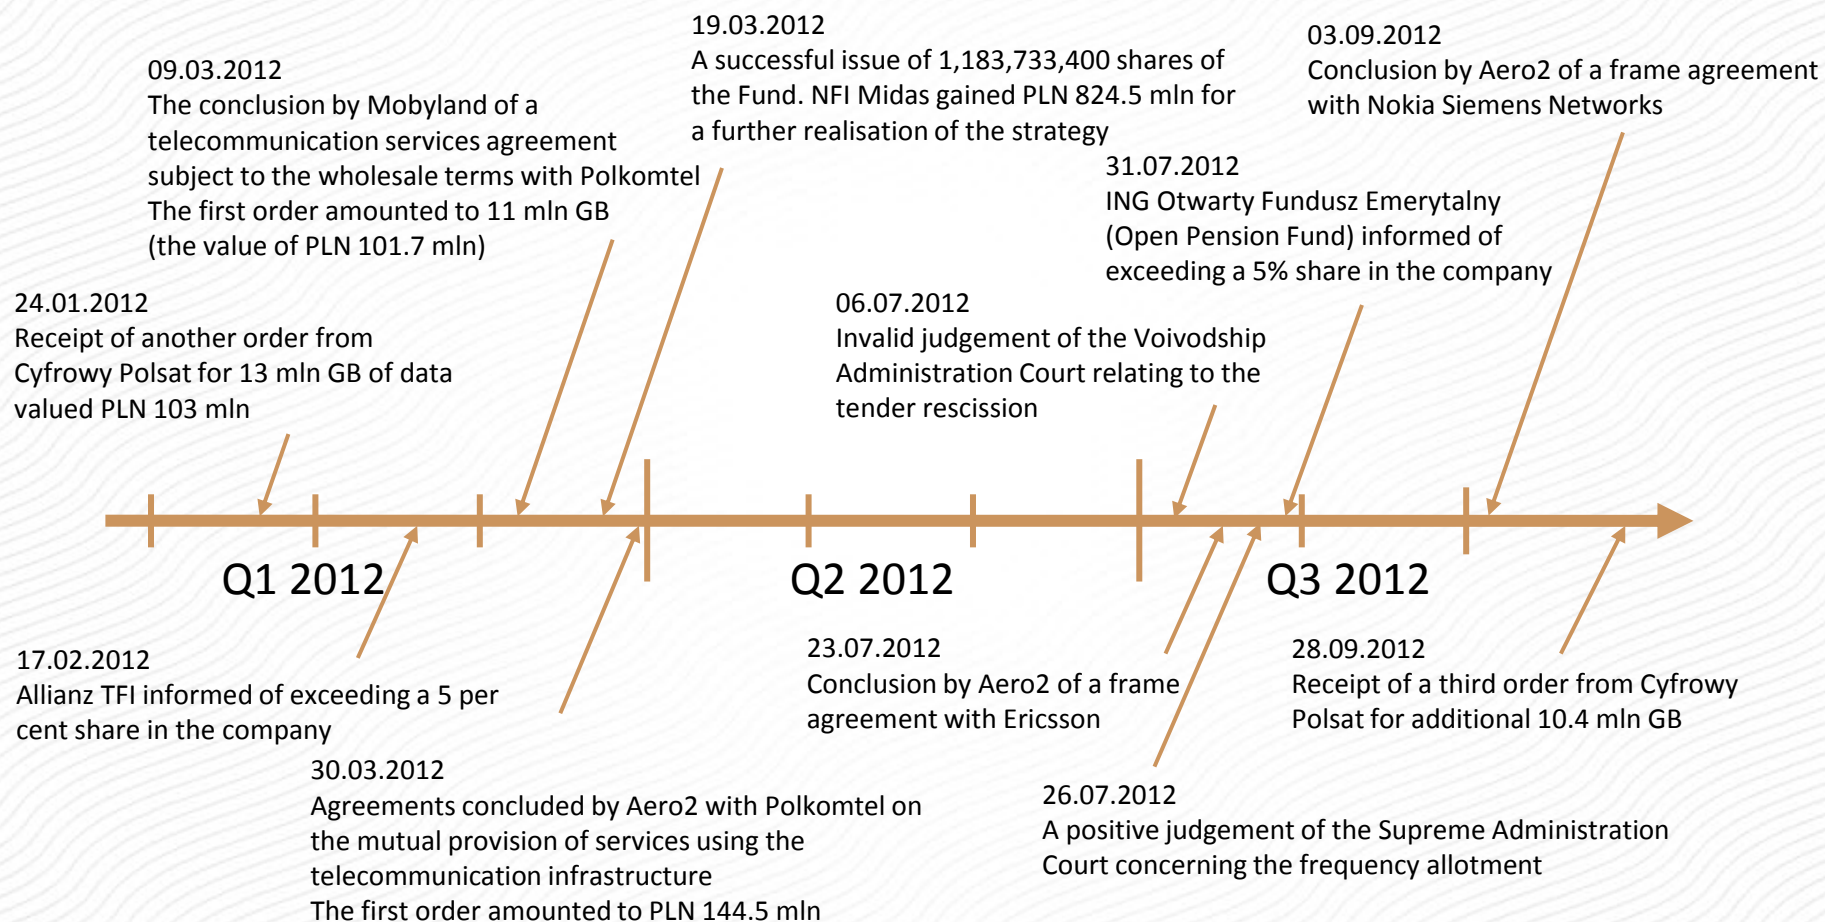 19.03.2012
A successful issue of 1,183,733,400 shares of
the Fund. NFI Midas gained PLN 824.5 mln for
a further realisation of the strategy
03.09.2012
Conclusion by Aero2 of a frame agreement
with Nokia Siemens Networks
09.03.2012
The conclusion by Mobyland of a
telecommunication services agreement
subject to the wholesale terms with Polkomtel
The first order amounted to 11 mln GB
(the value of PLN 101.7 mln)
31.07.2012
ING Otwarty Fundusz Emerytalny
(Open Pension Fund) informed of
exceeding a 5% share in the company
24.01.2012
Receipt of another order from
Cyfrowy Polsat for 13 mln GB of data
valued PLN 103 mln
06.07.2012
Invalid judgement of the Voivodship
Administration Court relating to the
tender rescission
Q1 2012
Q2 2012
Q3 2012
17.02.2012
Allianz TFI informed of exceeding a 5 per
cent share in the company
23.07.2012
Conclusion by Aero2 of a frame
agreement with Ericsson
28.09.2012
Receipt of a third order from Cyfrowy
Polsat for additional 10.4 mln GB
30.03.2012
Agreements concluded by Aero2 with Polkomtel on
the mutual provision of services using the
telecommunication infrastructure
The first order amounted to PLN 144.5 mln
26.07.2012
A positive judgement of the Supreme Administration
Court concerning the frequency allotment